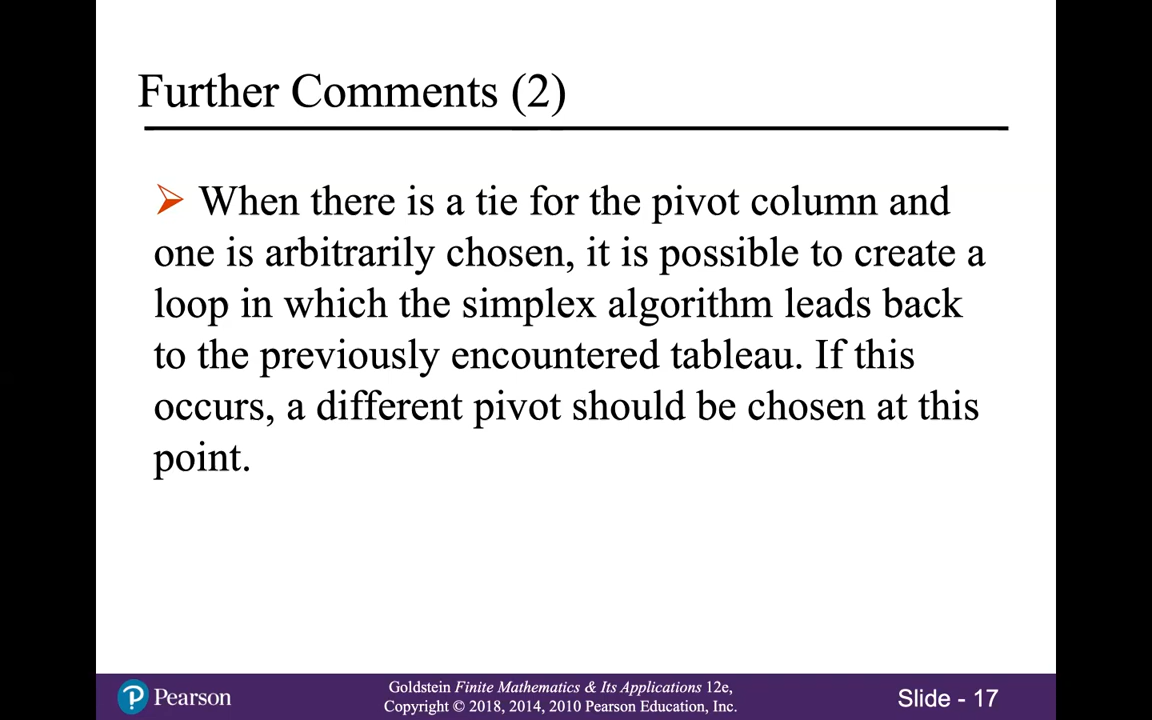 Further Comments (2)
When there is a tie for the pivot column and
one is arbitrarily chosen, it is possible to create a
loop in which the simplex algorithm leads back
to the previously encountered tableau. If this
occurs, a different pivot should be chosen at this
point.
Pearson
Goldstein Finite Mathematics & Its Applications 12e,
Copyright © 2018, 2014, 2010 Pearson Education, Inc.
Slide - 17